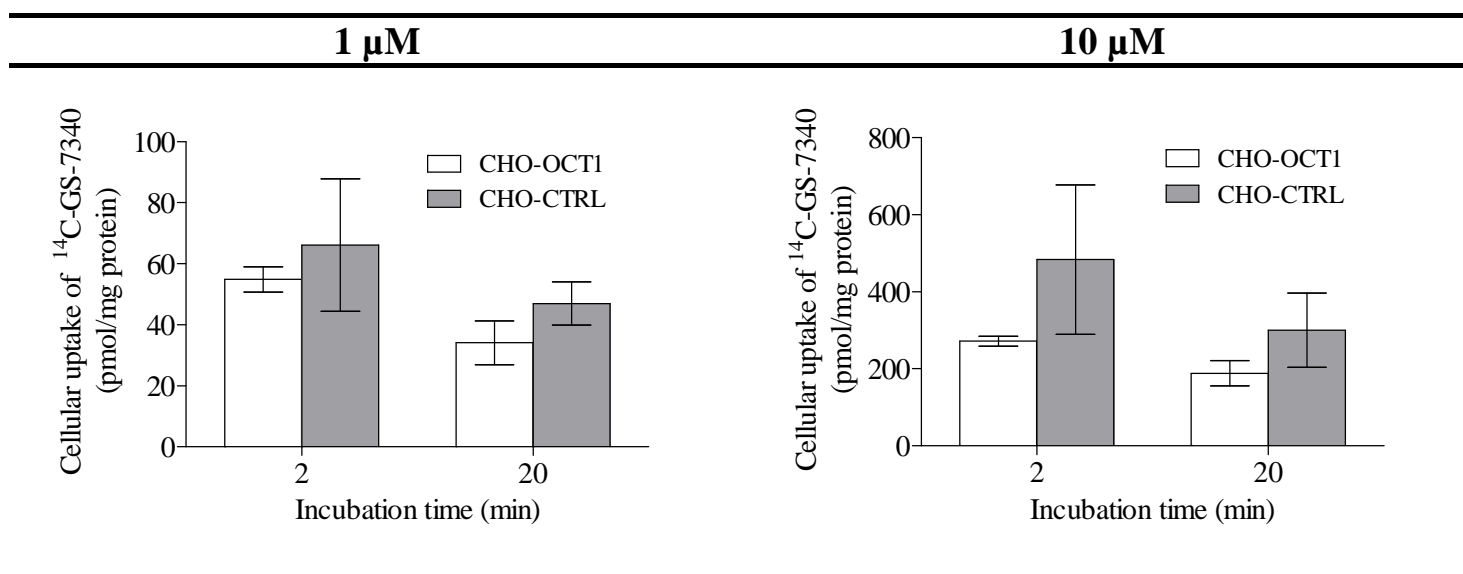 1 µM
10 µM
Cellular uptake of ¹⁴C-GS-7340
(pmol/mg protein)
100
80
60
40
20
0
CHO-OCT1
CHO-CTRL
2
20
Incubation time (min)
Cellular uptake of ¹⁴C-GS-7340
(pmol/mg protein)
800
600
400
200
0
CHO-OCT1
CHO-CTRL
2
20
Incubation time (min)